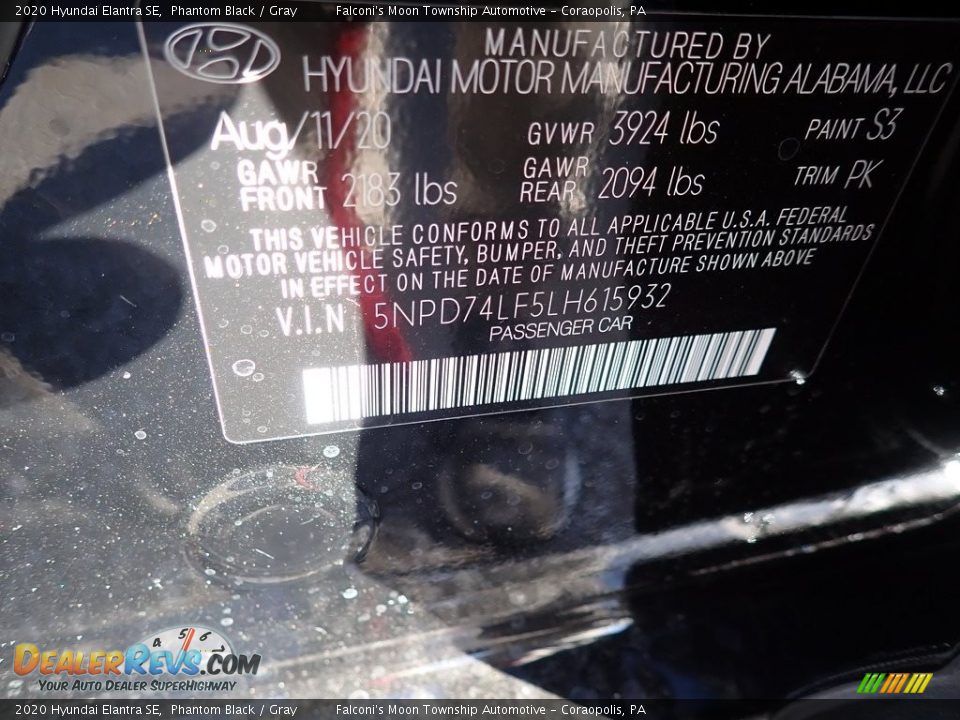 2020 Hyundai Elantra SE, Phantom Black / Gray Falconi's Moon Township Automotive - Coraopolis, PA
MANUFACTURED BY
HYUNDAI MOTOR MANUFACTURING ALABAMA, LLC
Aug/11/20 GVWR 3924 lbs PAINT S3
GAWR FRONT 2183 lbs GAWR REAR 2094 lbs TRIM PK
THIS VEHICLE CONFORMS TO ALL APPLICABLE U.S.A. FEDERAL
MOTOR VEHICLE SAFETY, BUMPER, AND THEFT PREVENTION STANDARDS
IN EFFECT ON THE DATE OF MANUFACTURE SHOWN ABOVE
V.I.N 5NPD74LF5LH615932
PASSENGER CAR
4 5 6
DEALERREVS.COM
YOUR AUTO DEALER SUPERHIGHWAY
2020 Hyundai Elantra SE, Phantom Black / Gray Falconi's Moon Township Automotive - Coraopolis, PA